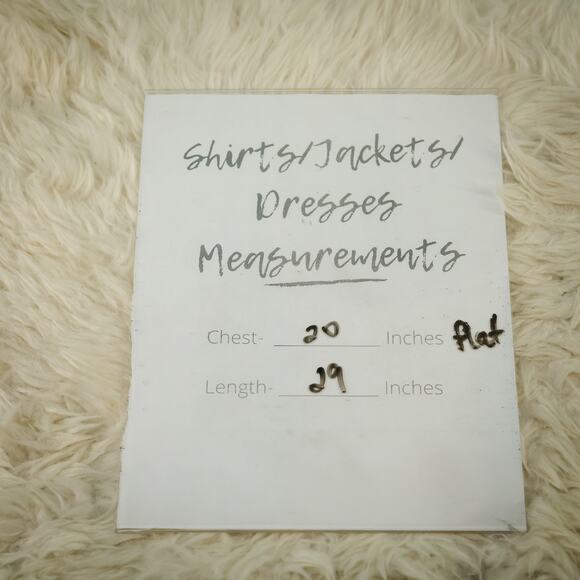 Shirts/Jackets/
Dresses
Measurements
Chest- 20 Inches flat
Length- 29 Inches